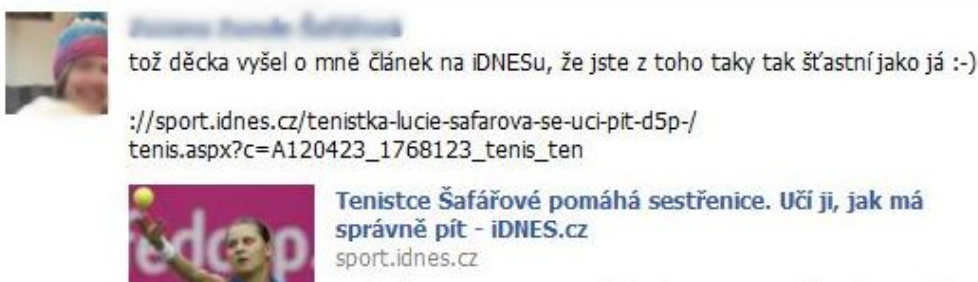 tož děcka vyšel o mně článek na iDNESu, že jste z toho taky tak šťastní jako já :-)
://sport.idnes.cz/tenistka-lucie-safarova-se-uci-pit-d5p-/
tenis.aspx?c=A120423_1768123_tenis_ten
Tenistce Šafářové pomáhá sestřenice. Učí ji, jak má
správně pít - iDNES.cz
sport.idnes.cz